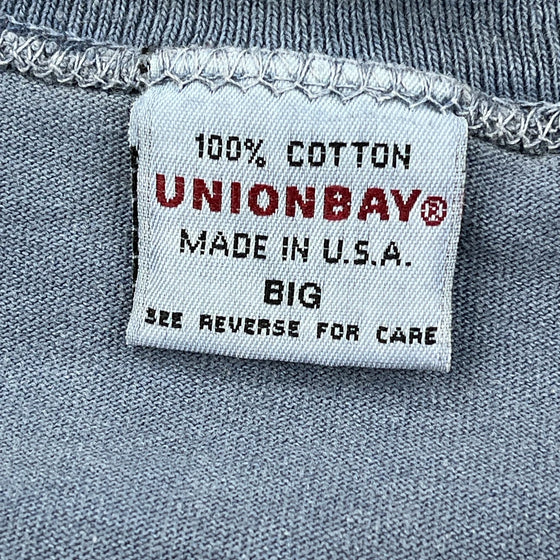 100% COTTON
UNIONBAY®
MADE IN U.S.A.
BIG
SEE REVERSE FOR CARE